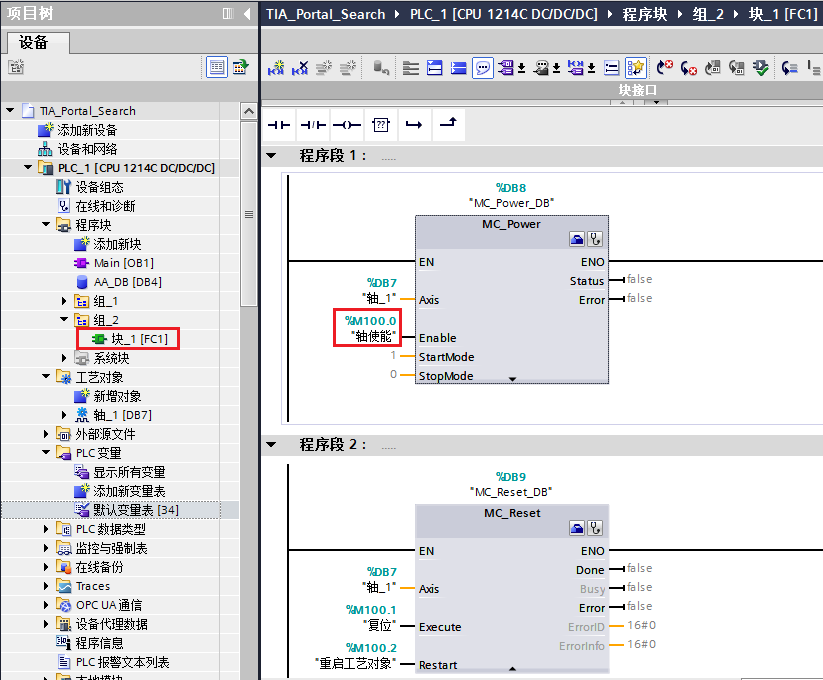 项目树
设备
TIA_Portal_Search
添加新设备
设备和网络
PLC_1 [CPU 1214C DC/DC/DC]
设备组态
在线和诊断
程序块
添加新块
Main [OB1]
AA_DB [DB4]
组_1
组_2
块_1 [FC1]
系统块
工艺对象
新增对象
轴_1 [DB7]
外部源文件
PLC 变量
显示所有变量
添加新变量表
默认变量表 [34]
PLC 数据类型
监控与强制表
在线备份
Traces
OPC UA 通信
设备代理数据
程序信息
PLC 报警文本列表
本地模块
TIA_Portal_Search PLC_1 [CPU 1214C DC/DC/DC] 程序块 组_2 块_1 [FC1]
块接口
??
程序段 1： .....
%DB8
"MC_Power_DB"
MC_Power
EN ENO
Status false
%DB7
"轴_1" Axis Error false
%M100.0
"轴使能" Enable
1 StartMode
0 StopMode
程序段 2： .....
%DB9
"MC_Reset_DB"
MC_Reset
EN ENO
Done false
%DB7
"轴_1" Axis Busy false
Error false
%M100.1
"复位" Execute ErrorID 16#0
ErrorInfo 16#0
%M100.2
"重启工艺对象" Restart